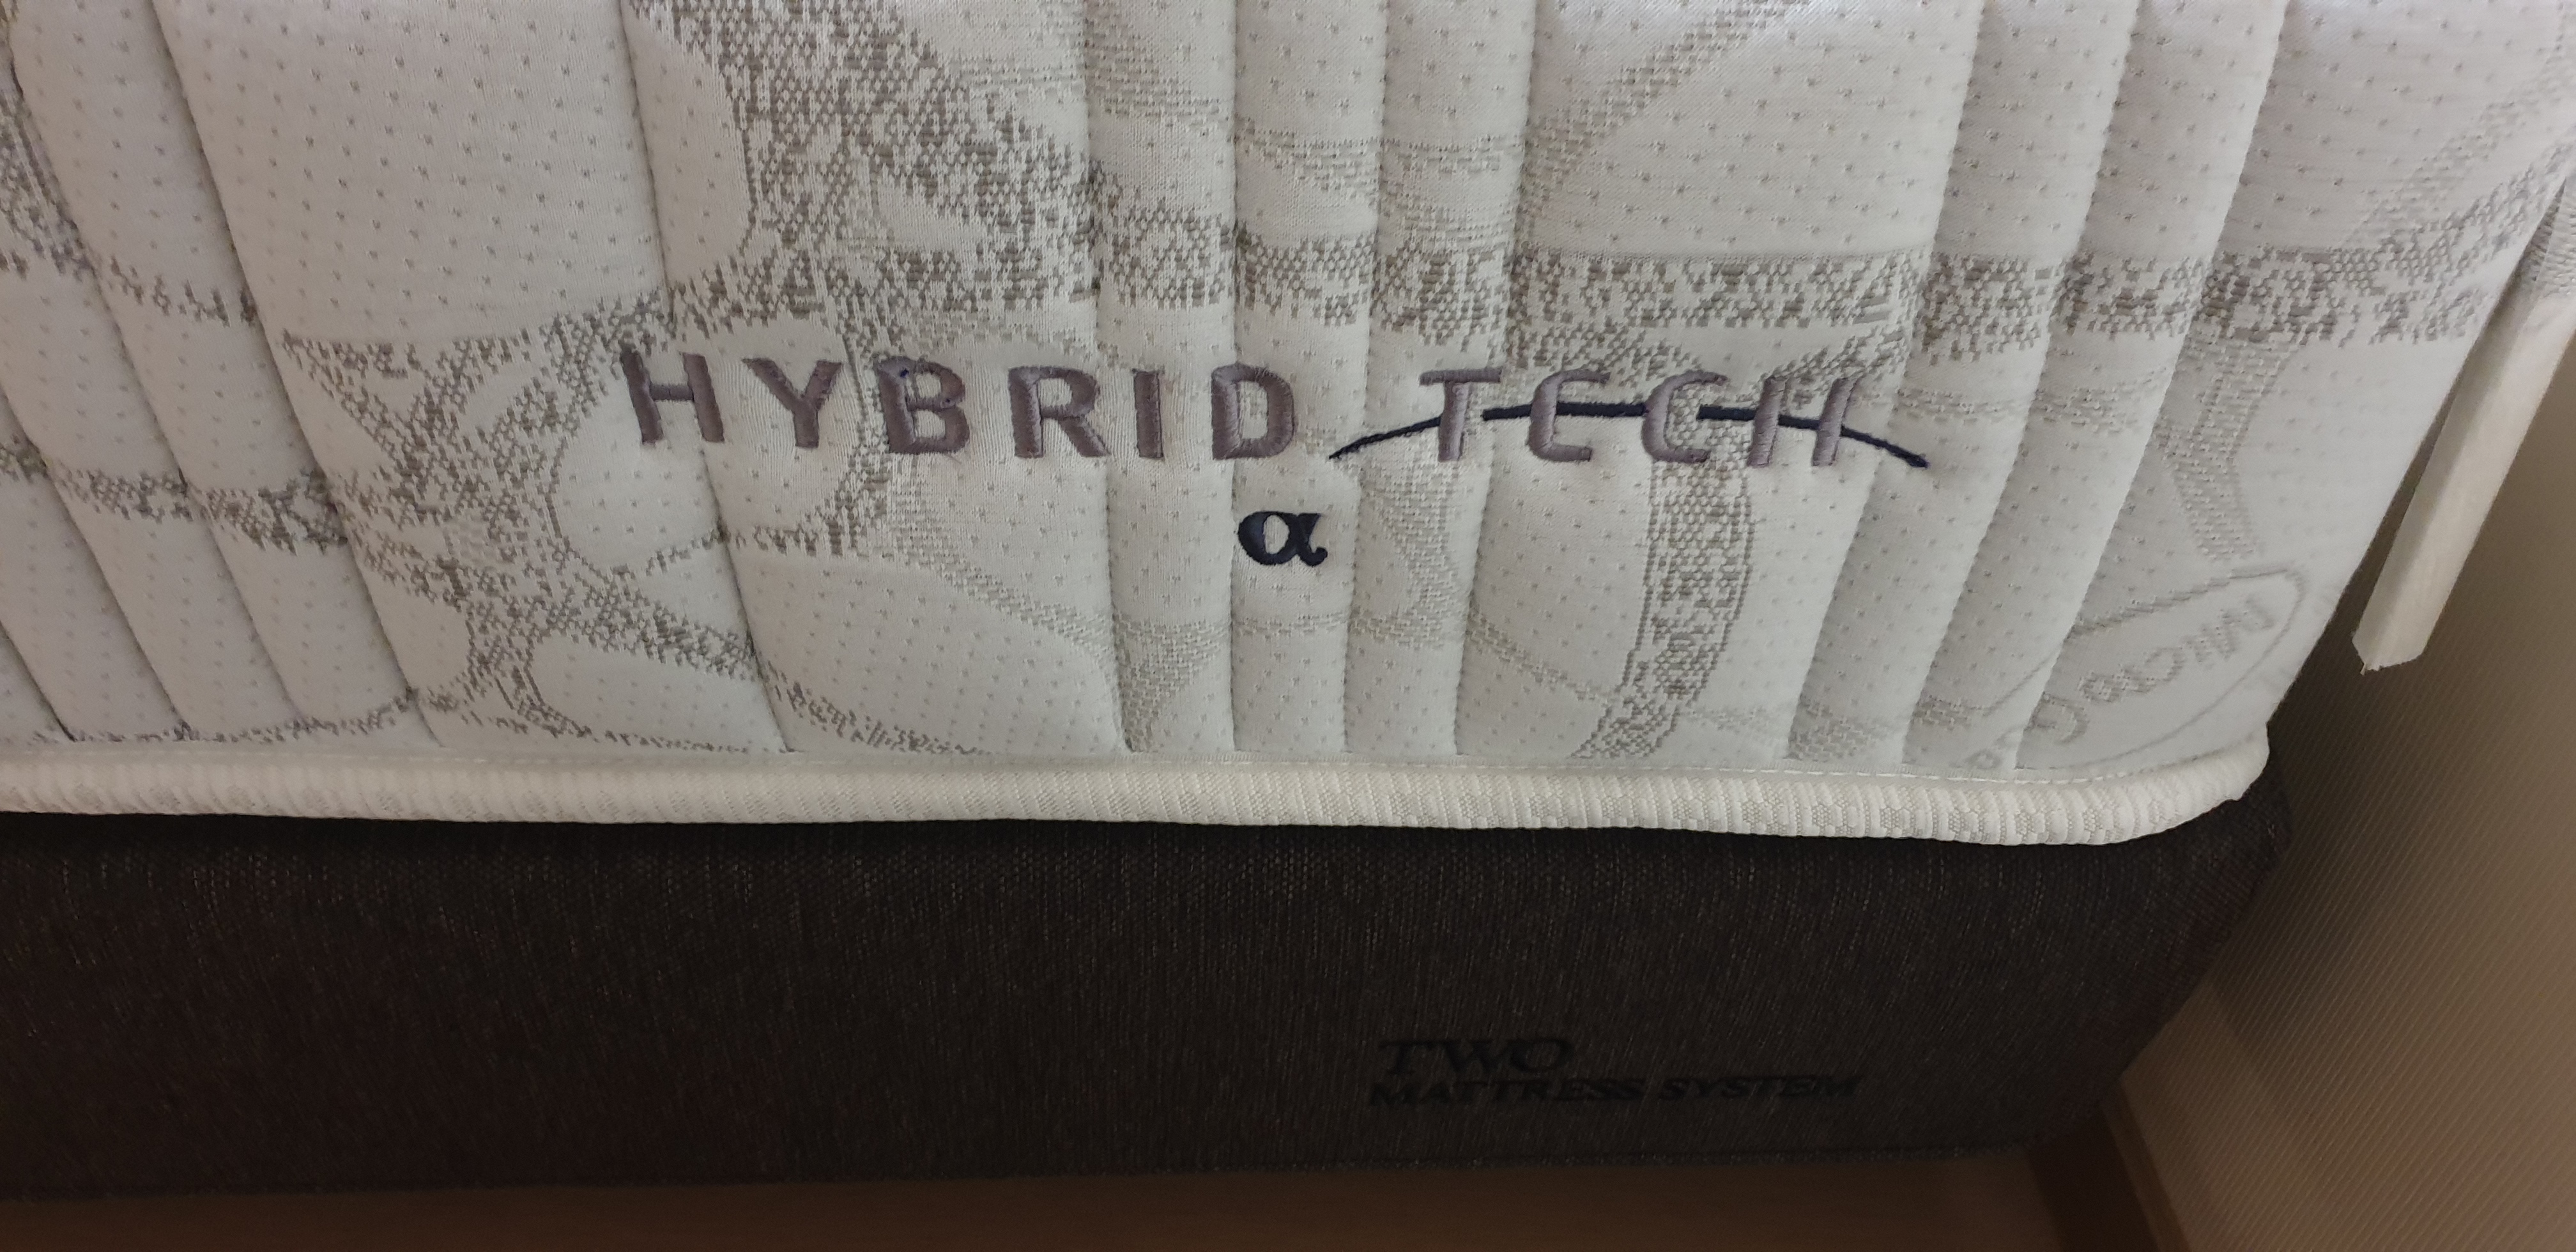 HYBRID TECH
α
TWO
MATTRESS SYSTEM